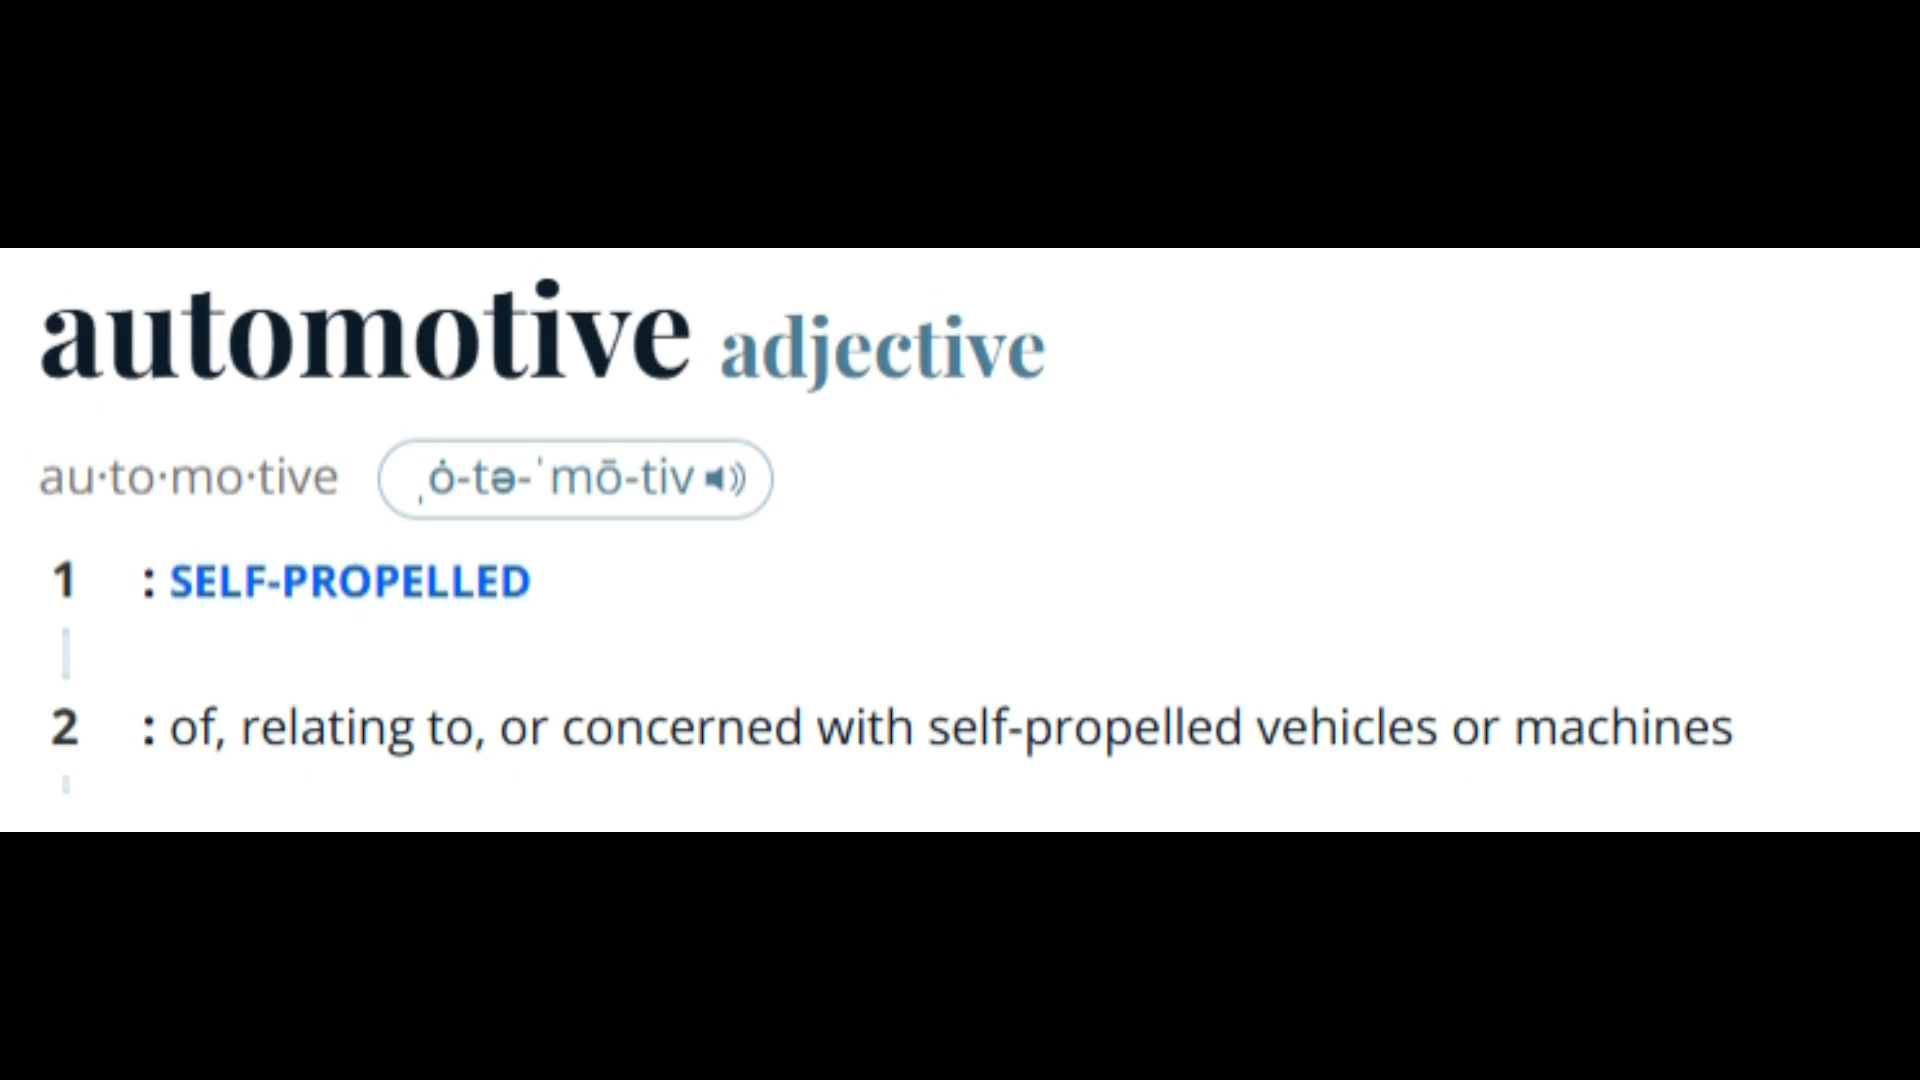 automotive adjective
au·to·mo·tive ˌȯ-tə-ˈmō-tiv
1 : SELF-PROPELLED
2 : of, relating to, or concerned with self-propelled vehicles or machines